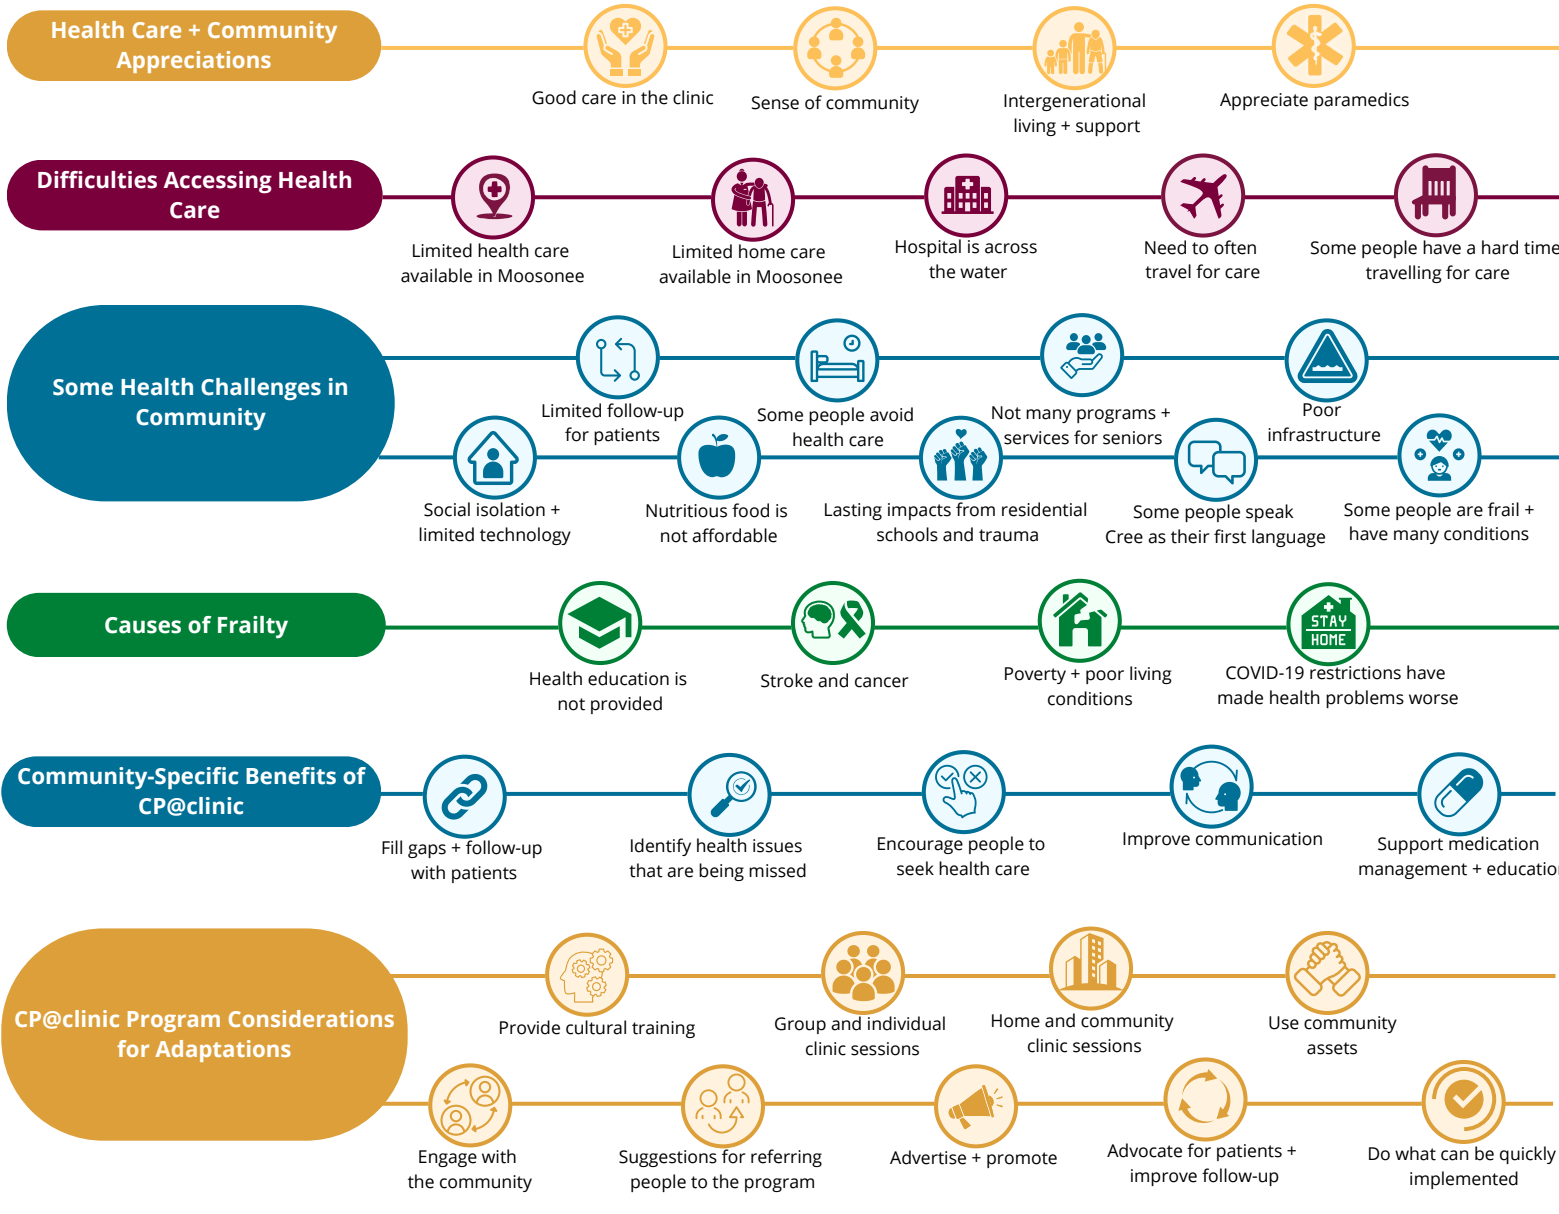 Health Care + Community
Appreciations
Good care in the clinic
Sense of community
Intergenerational
living + support
Appreciate paramedics
Difficulties Accessing Health
Care
Limited health care
available in Moosonee
Limited home care
available in Moosonee
Hospital is across
the water
Need to often
travel for care
Some people have a hard time
travelling for care
Some Health Challenges in
Community
Limited follow-up
for patients
Some people avoid
health care
Not many programs +
services for seniors
Poor
infrastructure
Social isolation +
limited technology
Nutritious food is
not affordable
Lasting impacts from residential
schools and trauma
Some people speak
Cree as their first language
Some people are frail +
have many conditions
Causes of Frailty
Health education is
not provided
Stroke and cancer
Poverty + poor living
conditions
STAY
HOME
COVID-19 restrictions have
made health problems worse
Community-Specific Benefits of
CP@clinic
Fill gaps + follow-up
with patients
Identify health issues
that are being missed
Encourage people to
seek health care
Improve communication
Support medication
management + education
CP@clinic Program Considerations
for Adaptations
Provide cultural training
Group and individual
clinic sessions
Home and community
clinic sessions
Use community
assets
Engage with
the community
Suggestions for referring
people to the program
Advertise + promote
Advocate for patients +
improve follow-up
Do what can be quickly
implemented